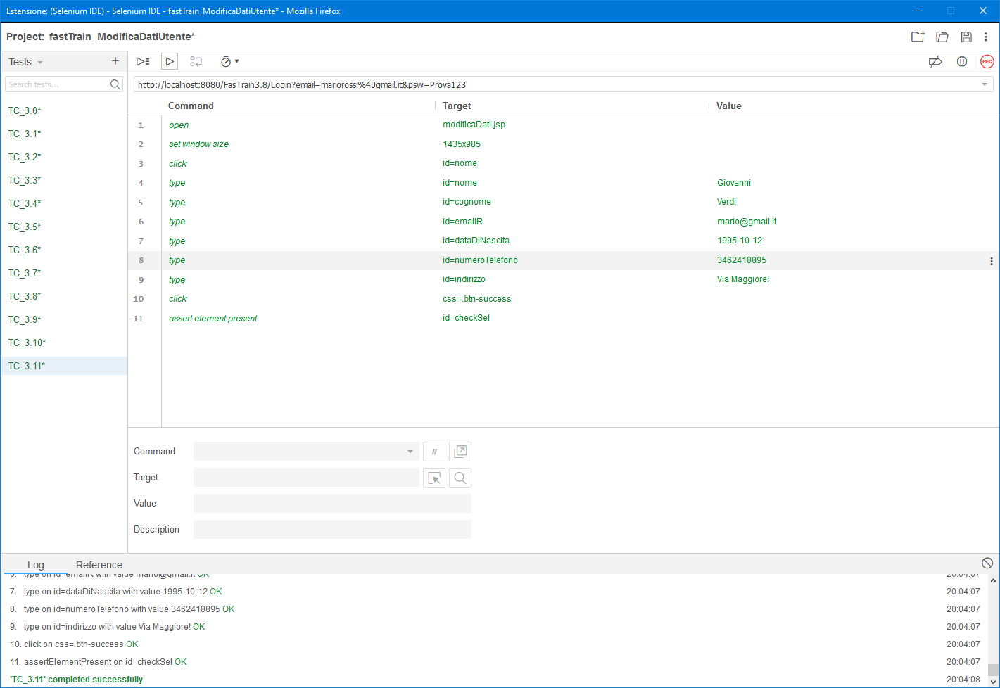 Estensione: (Selenium IDE) - Selenium IDE - fastTrain_ModificaDatiUtente* - Mozilla Firefox
Project: fastTrain_ModificaDatiUtente*
Tests
REC
Search tests...
http://localhost:8080/FasTrain3.8/Login?email=mariorossi%40gmail.it&psw=Prova123
Command Target Value
TC_3.0*
TC_3.1*
TC_3.2*
TC_3.3*
TC_3.4*
TC_3.5*
TC_3.6*
TC_3.7*
TC_3.8*
TC_3.9*
TC_3.10*
TC_3.11*
1 open modificaDati.jsp
2 set window size 1435x985
3 click id=nome
4 type id=nome Giovanni
5 type id=cognome Verdi
6 type id=emailR mario@gmail.it
7 type id=dataDiNascita 1995-10-12
8 type id=numeroTelefono 3462418895
9 type id=indirizzo Via Maggiore!
10 click css=.btn-success
11 assert element present id=checkSel
Command //
Target
Value
Description
Log Reference
6. type on id=emailR with value mario@gmail.it OK 20:04:07
7. type on id=dataDiNascita with value 1995-10-12 OK 20:04:07
8. type on id=numeroTelefono with value 3462418895 OK 20:04:07
9. type on id=indirizzo with value Via Maggiore! OK 20:04:07
10. click on css=.btn-success OK 20:04:07
11. assertElementPresent on id=checkSel OK 20:04:07
'TC_3.11' completed successfully 20:04:08